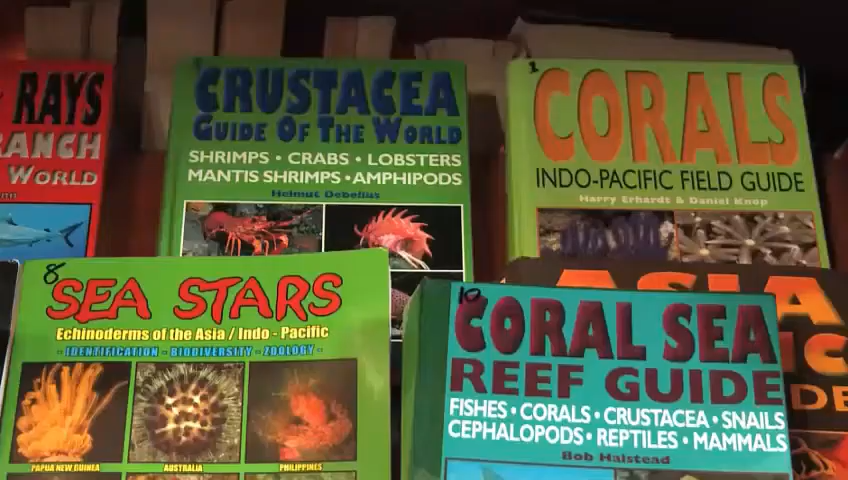 RAYS
RANCH
WORLD
CRUSTACEA
GUIDE OF THE WORLD
SHRIMPS • CRABS • LOBSTERS
MANTIS SHRIMPS • AMPHIPODS
Helmut Debelius
1
CORALS
INDO-PACIFIC FIELD GUIDE
Harry Erhardt & Daniel Knop
8
SEA STARS
Echinoderms of the Asia / Indo - Pacific
- IDENTIFICATION - BIODIVERSITY - ZOOLOGY -
PAPUA NEW GUINEA
AUSTRALIA
PHILIPPINES
10
CORAL SEA
REEF GUIDE
FISHES • CORALS • CRUSTACEA • SNAILS
CEPHALOPODS • REPTILES • MAMMALS
Bob Halstead
ASIA
IC
DE